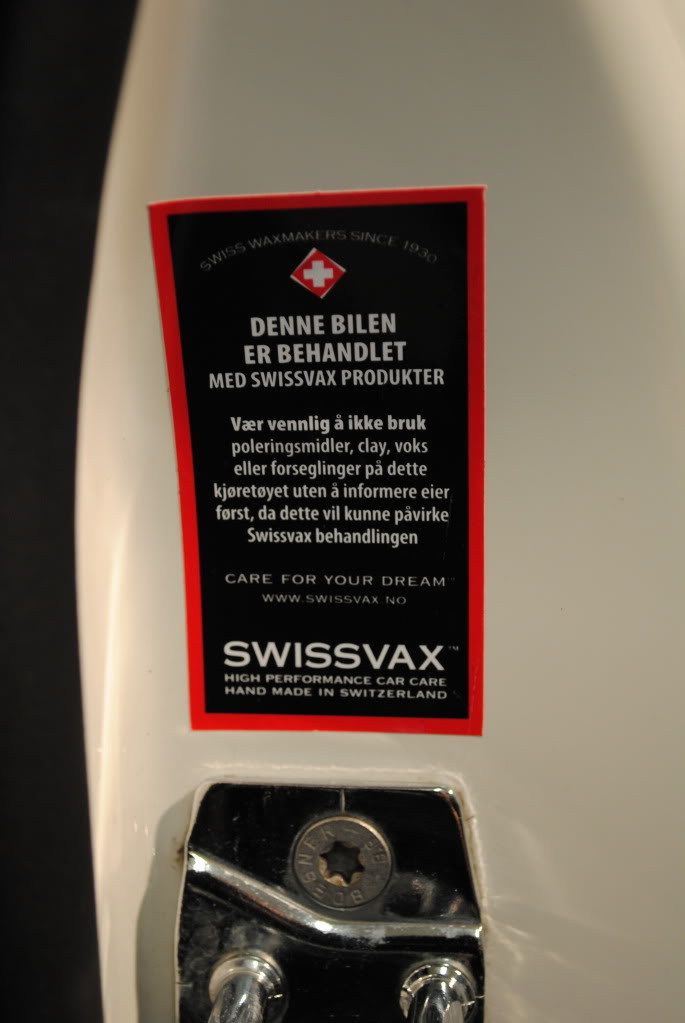 SWISS WAXMAKERS SINCE 1930
DENNE BILEN
ER BEHANDLET
MED SWISSVAX PRODUKTER
Vær vennlig å ikke bruk
poleringsmidler, clay, voks
eller forseglinger på dette
kjøretøyet uten å informere eier
først, da dette vil kunne påvirke
Swissvax behandlingen
CARE FOR YOUR DREAM™
WWW.SWISSVAX.NO
SWISSVAX™
HIGH PERFORMANCE CAR CARE
HAND MADE IN SWITZERLAND